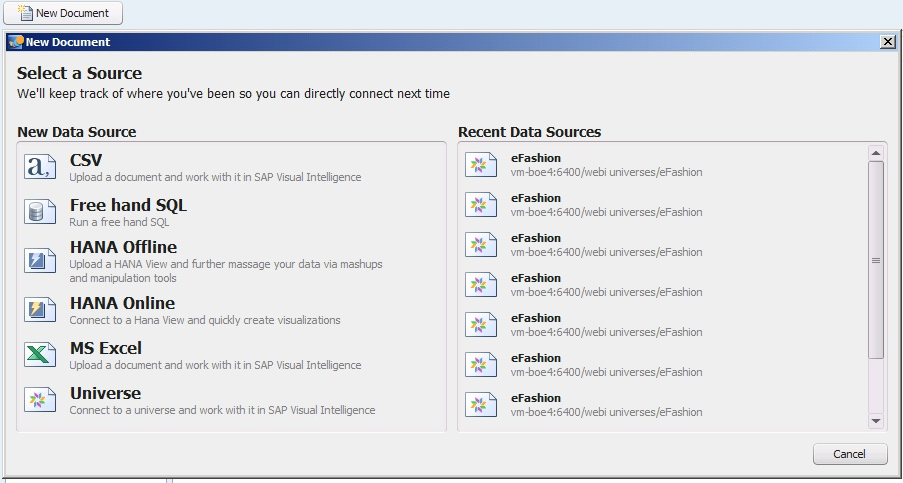 New Document
New Document
Select a Source
We'll keep track of where you've been so you can directly connect next time
New Data Source
CSV
Upload a document and work with it in SAP Visual Intelligence
Free hand SQL
Run a free hand SQL
HANA Offline
Upload a HANA View and further massage your data via mashups
and manipulation tools
HANA Online
Connect to a Hana View and quickly create visualizations
MS Excel
Upload a document and work with it in SAP Visual Intelligence
Universe
Connect to a universe and work with it in SAP Visual Intelligence
Recent Data Sources
eFashion
vm-boe4:6400/webi universes/eFashion
eFashion
vm-boe4:6400/webi universes/eFashion
eFashion
vm-boe4:6400/webi universes/eFashion
eFashion
vm-boe4:6400/webi universes/eFashion
eFashion
vm-boe4:6400/webi universes/eFashion
eFashion
vm-boe4:6400/webi universes/eFashion
eFashion
vm-boe4:6400/webi universes/eFashion
Cancel